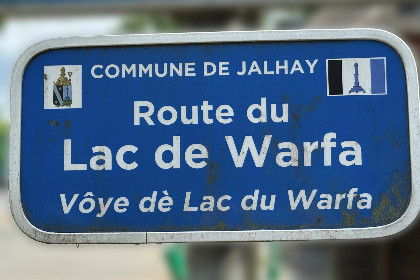 COMMUNE DE JALHAY
Route du
Lac de Warfa
Vôye dè Lac du Warfa